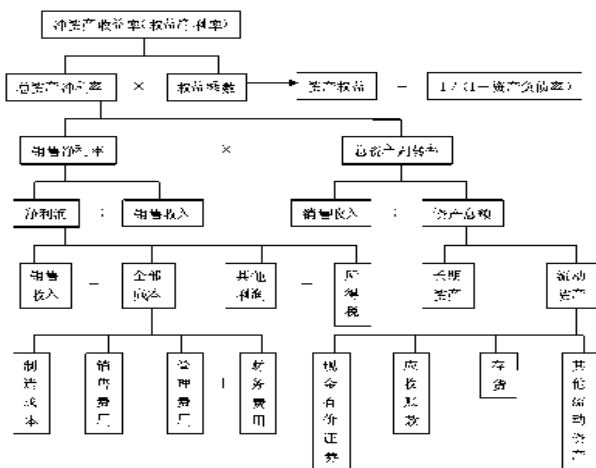 净资产收益率(权益净利率)
总资产净利率 × 权益乘数 资产权益 = 1/(1-资产负债率)
销售净利率 × 总资产周转率
净利润 ÷ 销售收入 销售收入 ÷ 资产总额
销售收入 - 全部成本 其他利润 - 所得税 长期资产 流动资产
制造成本 销售费用 管理费用 + 财务费用 现金有价证券 应收账款 存货 其他流动资产